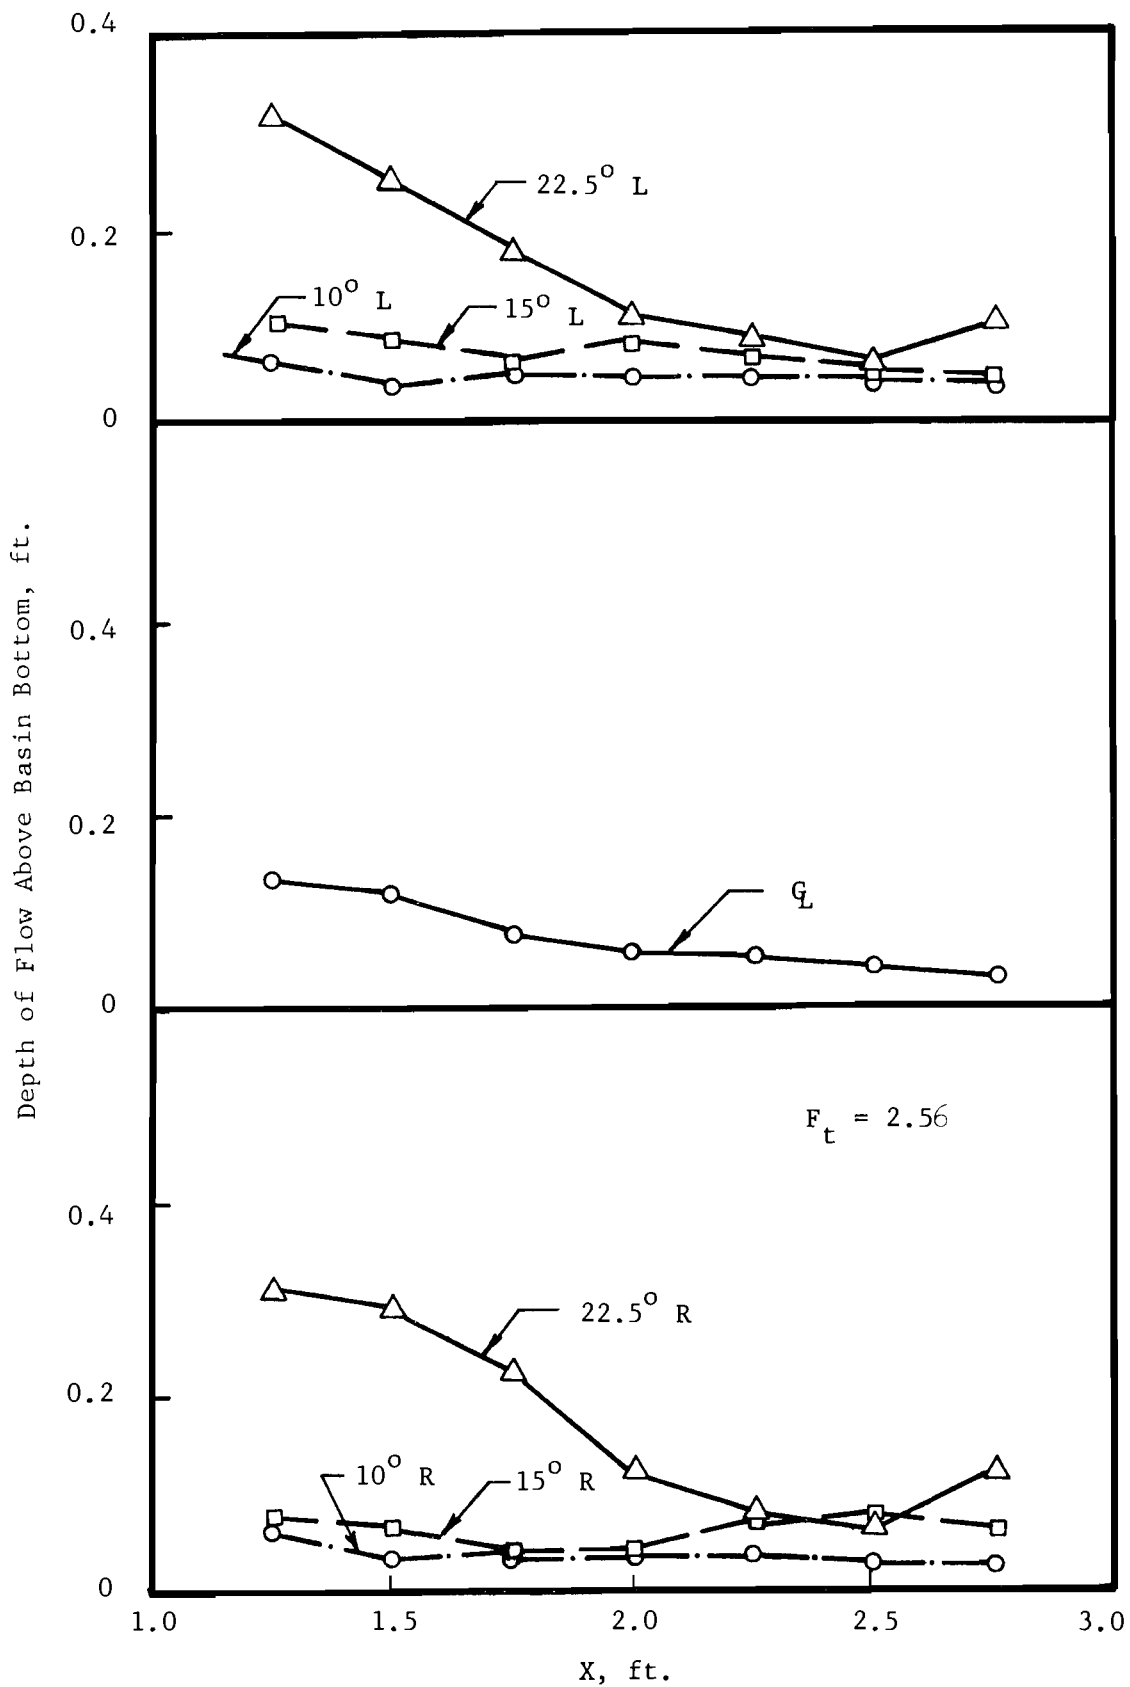 0.4
22.5° L
0.2
10° L
15° L
0
Depth of Flow Above Basin Bottom, ft.
0.4
0.2
℄
0
F_t = 2.56
0.4
22.5° R
0.2
10° R
15° R
0
1.0 1.5 2.0 2.5 3.0
X, ft.